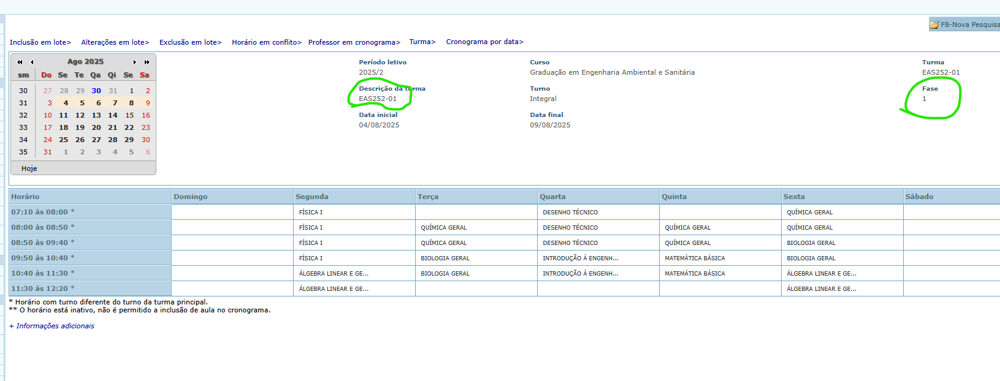 F8-Nova Pesquisa
Inclusão em lote> Alterações em lote> Exclusão em lote> Horário em conflito> Professor em cronograma> Turma> Cronograma por data>
Ago 2025
sm Do Se Te Qa Qi Se Sa
30 27 28 29 30 31 1 2
31 3 4 5 6 7 8 9
32 10 11 12 13 14 15 16
33 17 18 19 20 21 22 23
34 24 25 26 27 28 29 30
35 31 1 2 3 4 5 6
Hoje
Período letivo Curso Turma
2025/2 Graduação em Engenharia Ambiental e Sanitária EAS252-01
Descrição da turma Turno Fase
EAS252-01 Integral 1
Data inicial Data final
04/08/2025 09/08/2025
Horário Domingo Segunda Terça Quarta Quinta Sexta Sábado
07:10 às 08:00 * FÍSICA I DESENHO TÉCNICO QUÍMICA GERAL
08:00 às 08:50 * FÍSICA I QUÍMICA GERAL DESENHO TÉCNICO QUÍMICA GERAL QUÍMICA GERAL
08:50 às 09:40 * FÍSICA I QUÍMICA GERAL DESENHO TÉCNICO QUÍMICA GERAL BIOLOGIA GERAL
09:50 às 10:40 * FÍSICA I BIOLOGIA GERAL INTRODUÇÃO À ENGENH... MATEMÁTICA BÁSICA BIOLOGIA GERAL
10:40 às 11:30 * ÁLGEBRA LINEAR E GE... BIOLOGIA GERAL INTRODUÇÃO À ENGENH... MATEMÁTICA BÁSICA ÁLGEBRA LINEAR E GE...
11:30 às 12:20 * ÁLGEBRA LINEAR E GE... ÁLGEBRA LINEAR E GE...
* Horário com turno diferente do turno da turma principal.
** O horário está inativo, não é permitido a inclusão de aula no cronograma.
+ Informações adicionais